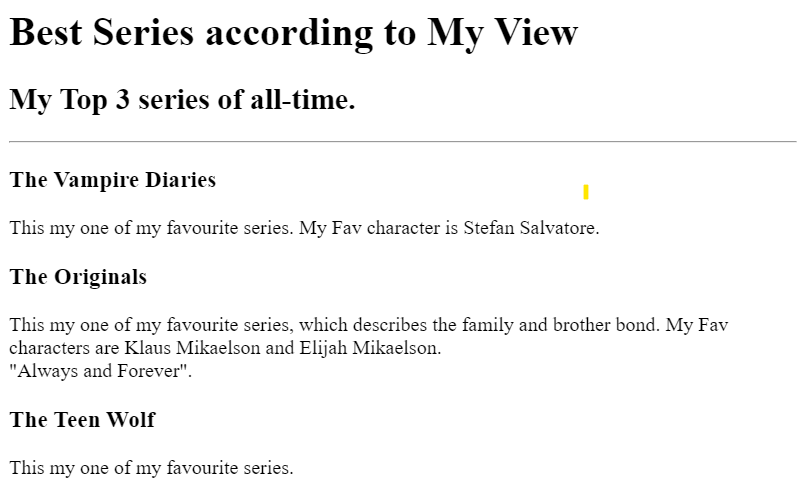 Best Series according to My View
My Top 3 series of all-time.
The Vampire Diaries
This my one of my favourite series. My Fav character is Stefan Salvatore.
The Originals
This my one of my favourite series, which describes the family and brother bond. My Fav
characters are Klaus Mikaelson and Elijah Mikaelson.
"Always and Forever".
The Teen Wolf
This my one of my favourite series.